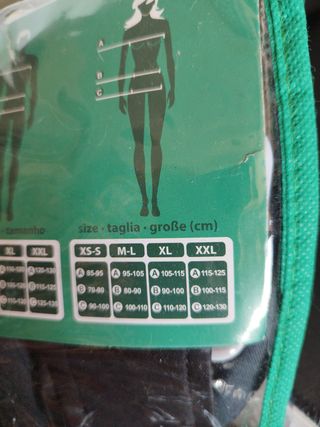 A
B
C
tamanho
XL XXL
size · taglia · große (cm)
XS-S M-L XL XXL
A 85-95 A 95-105 A 105-115 A 115-125
B 70-80 B 80-90 B 90-100 B 100-115
C 90-100 C 100-110 C 110-120 C 120-130